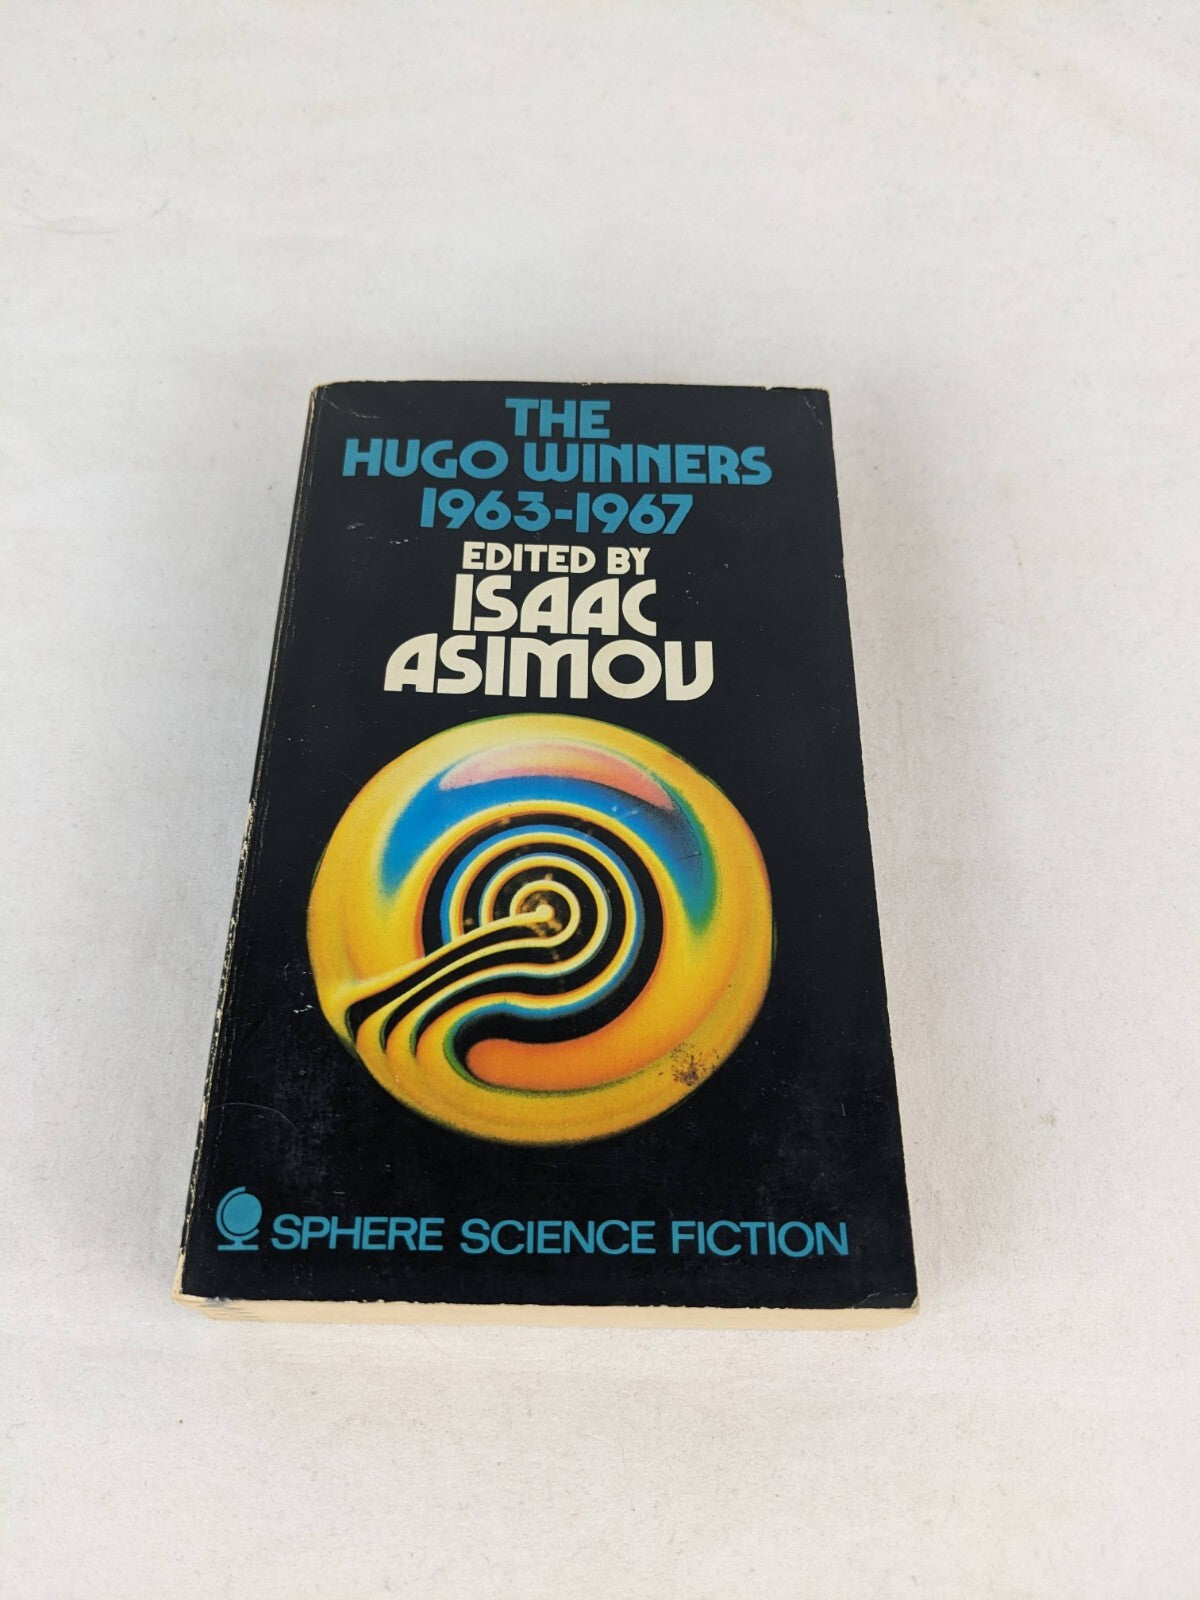 THE
HUGO WINNERS
1963-1967
EDITED BY
ISAAC
ASIMOV
SPHERE SCIENCE FICTION